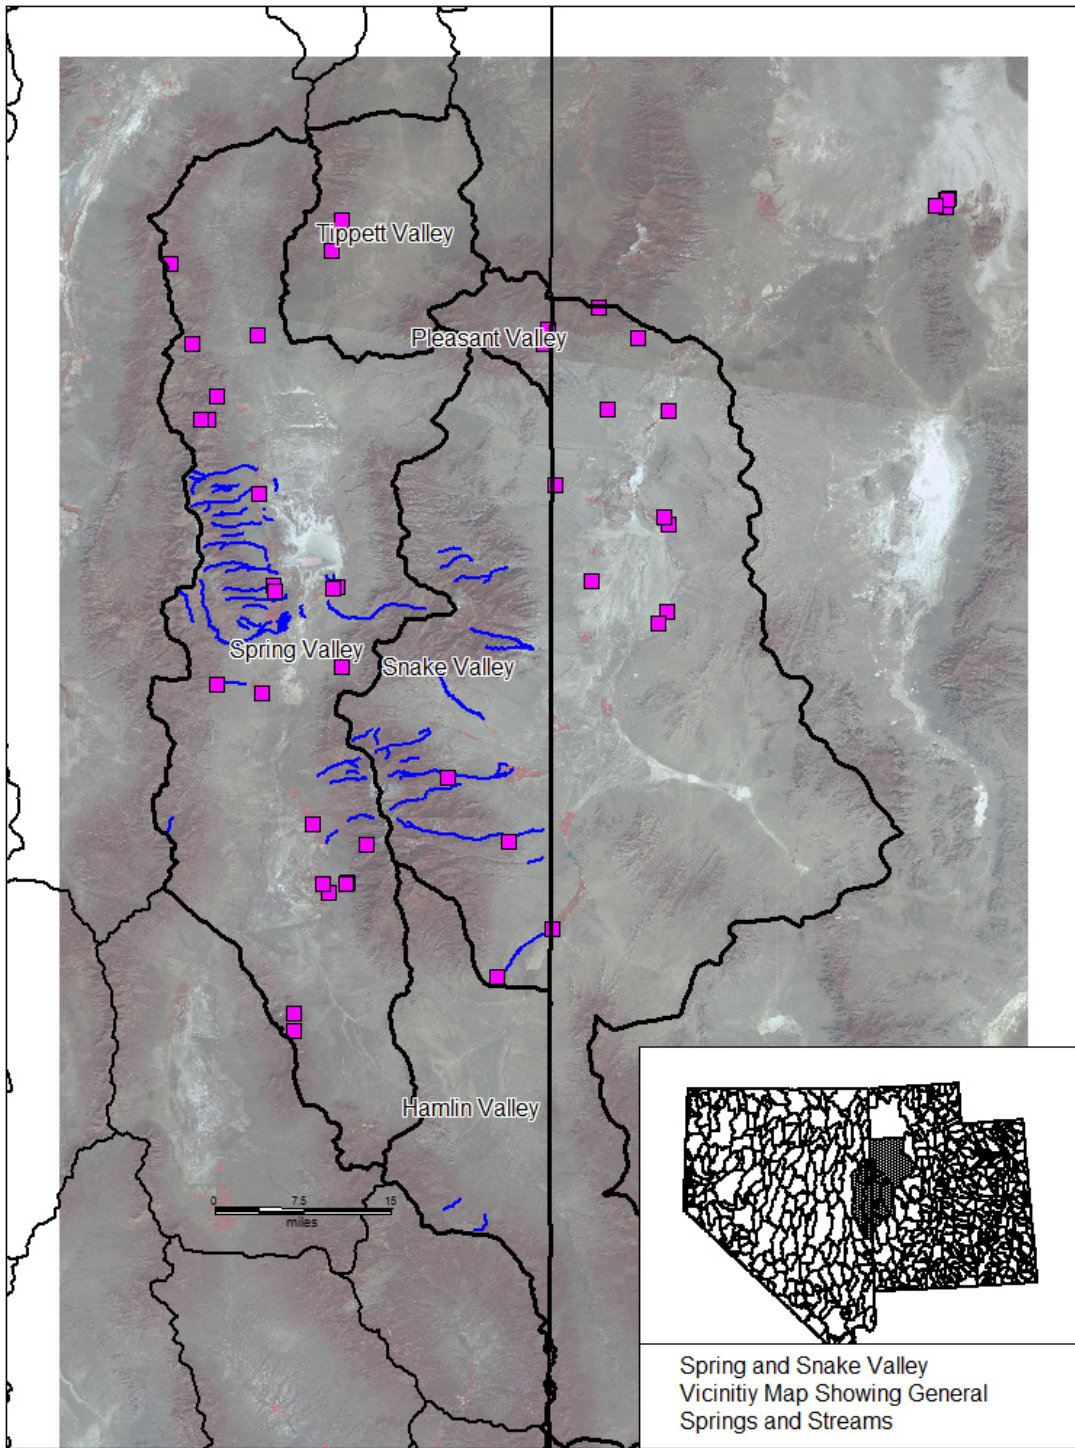 Tippett Valley
Pleasant Valley
Spring Valley
Snake Valley
Hamlin Valley
0 7.5 15
miles
Spring and Snake Valley
Vicinitiy Map Showing General
Springs and Streams